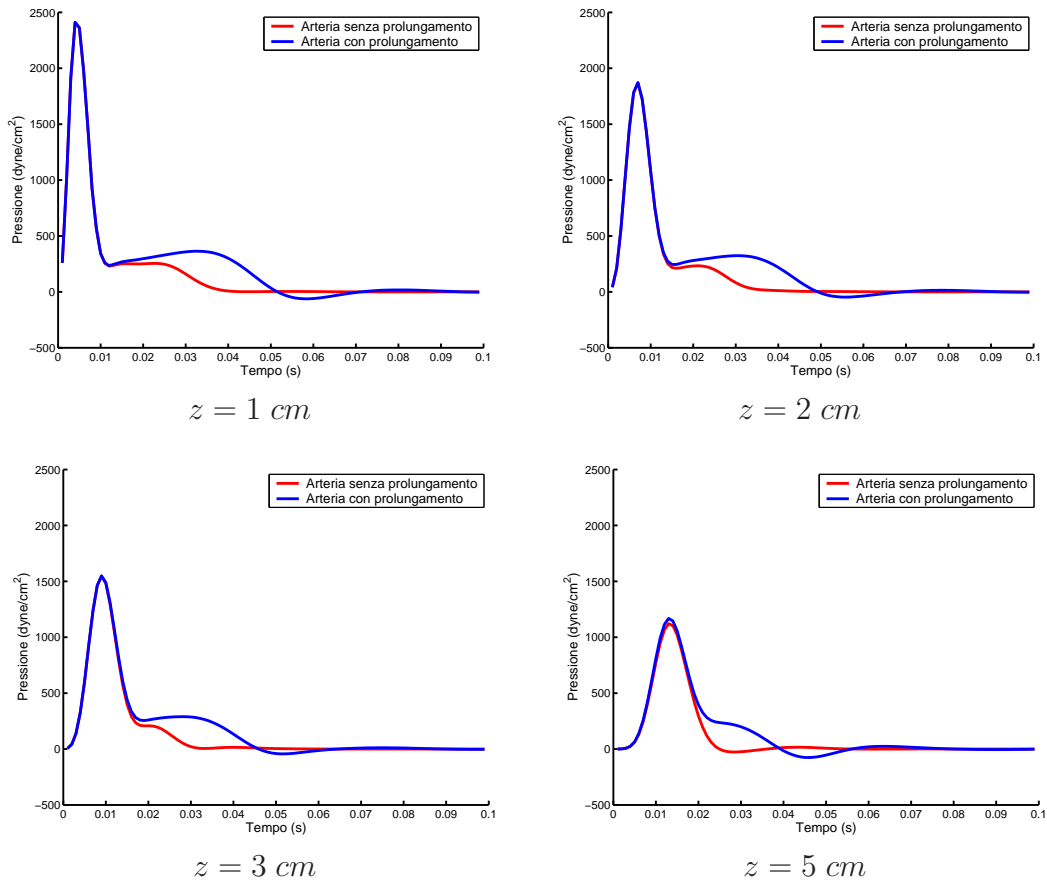 2500
2000
1500
1000
500
0
−500
Pressione (dyne/cm²)
Arteria senza prolungamento
Arteria con prolungamento
0 0.01 0.02 0.03 0.04 0.05 0.06 0.07 0.08 0.09 0.1
Tempo (s)
z = 1 cm
2500
2000
1500
1000
500
0
−500
Pressione (dyne/cm²)
Arteria senza prolungamento
Arteria con prolungamento
0 0.01 0.02 0.03 0.04 0.05 0.06 0.07 0.08 0.09 0.1
Tempo (s)
z = 2 cm
2500
2000
1500
1000
500
0
−500
Pressione (dyne/cm²)
Arteria senza prolungamento
Arteria con prolungamento
0 0.01 0.02 0.03 0.04 0.05 0.06 0.07 0.08 0.09 0.1
Tempo (s)
z = 3 cm
2500
2000
1500
1000
500
0
−500
Pressione (dyne/cm²)
Arteria senza prolungamento
Arteria con prolungamento
0 0.01 0.02 0.03 0.04 0.05 0.06 0.07 0.08 0.09 0.1
Tempo (s)
z = 5 cm